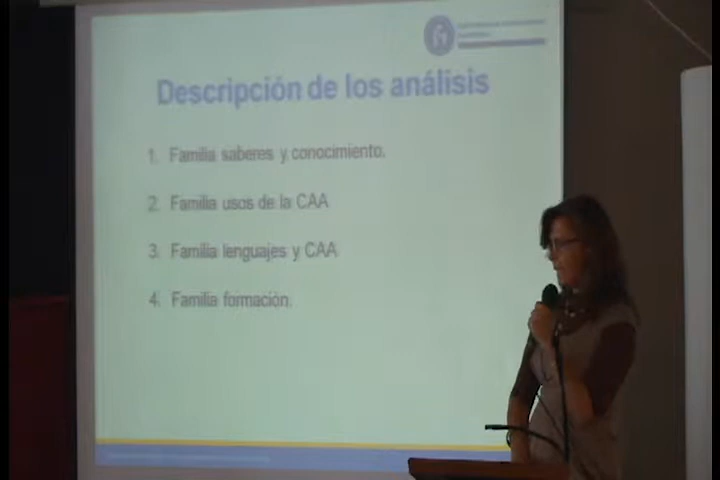 Descripción de los análisis
1. Familia saberes y conocimiento.
2. Familia usos de la CAA
3. Familia lenguajes y CAA
4. Familia formación.